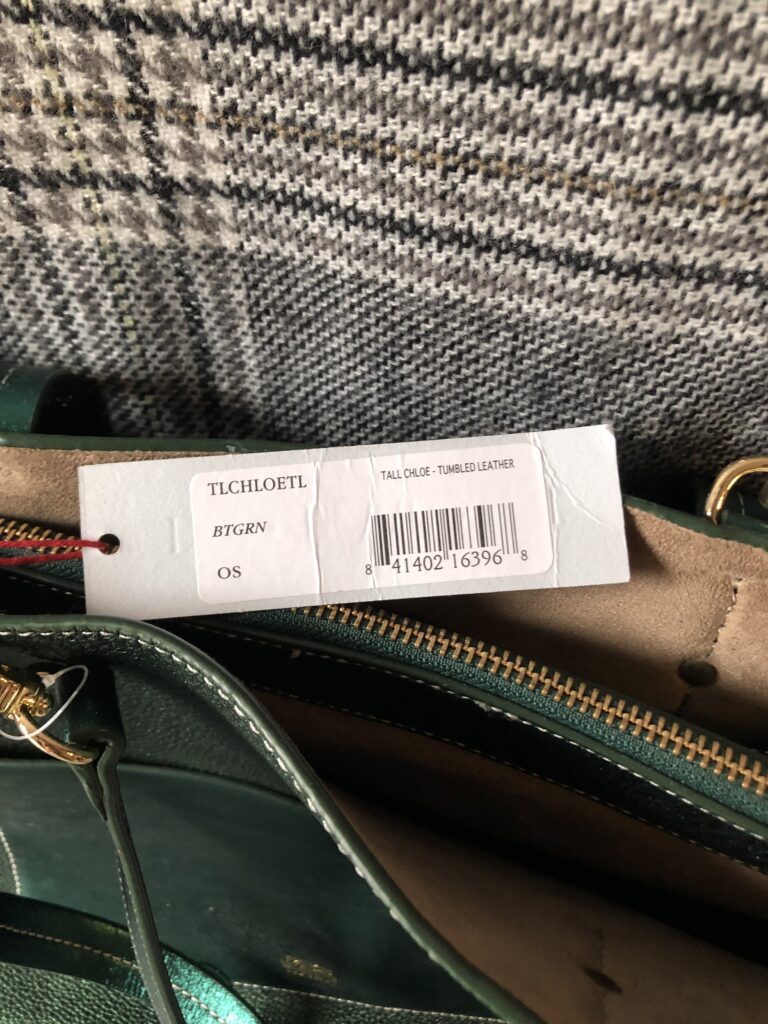 TLCHLOETL
TALL CHLOE - TUMBLED LEATHER
BTGRN
OS
8 41402 16396 8